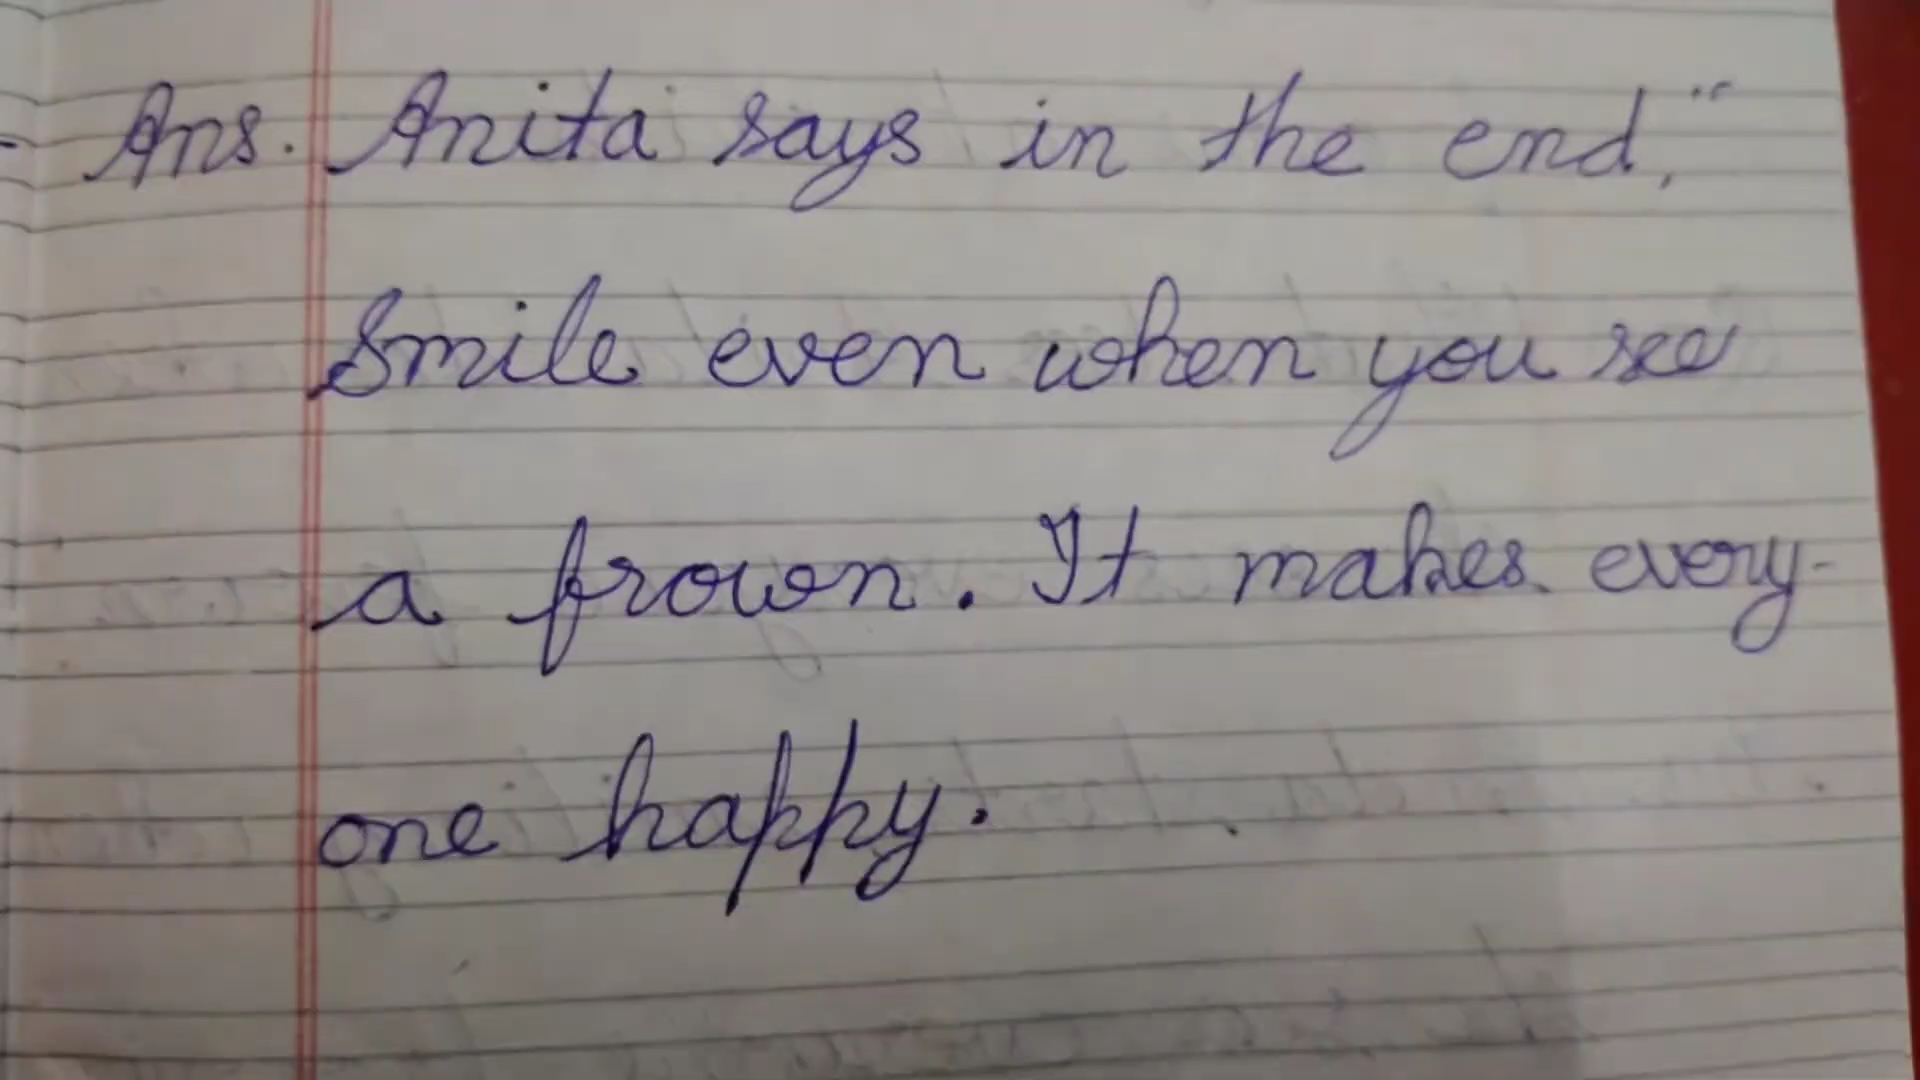 Ans. Anita says in the end, "
Smile even when you see
a frown. It makes every-
one happy.